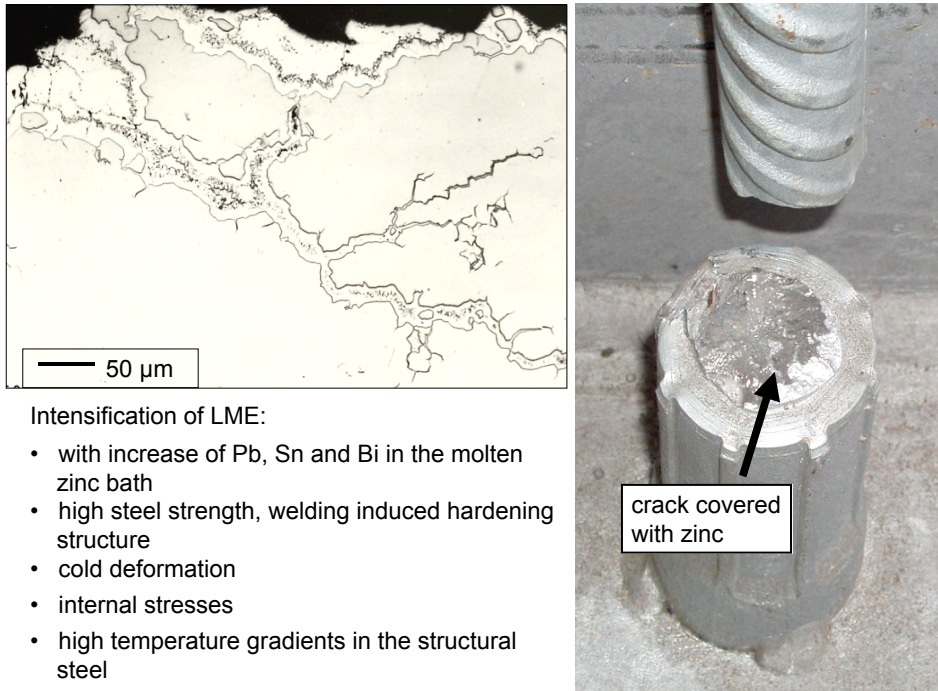 50 µm
Intensification of LME:
• with increase of Pb, Sn and Bi in the molten
zinc bath
• high steel strength, welding induced hardening
structure
• cold deformation
• internal stresses
• high temperature gradients in the structural
steel
crack covered
with zinc